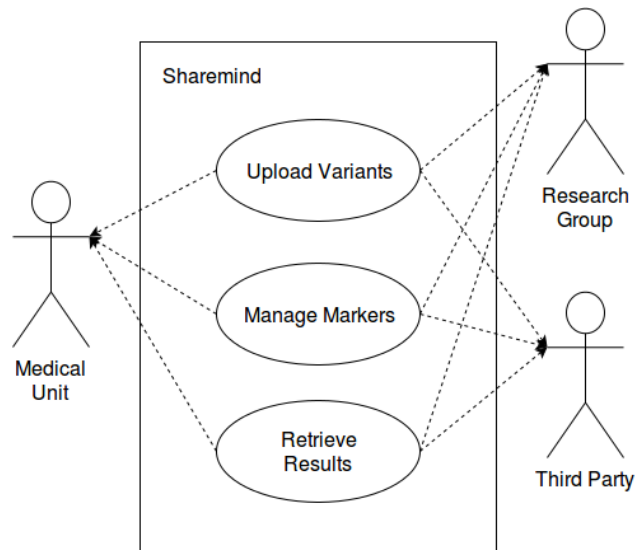 Sharemind
Upload Variants
Research
Group
Manage Markers
Medical
Unit
Retrieve
Results
Third Party